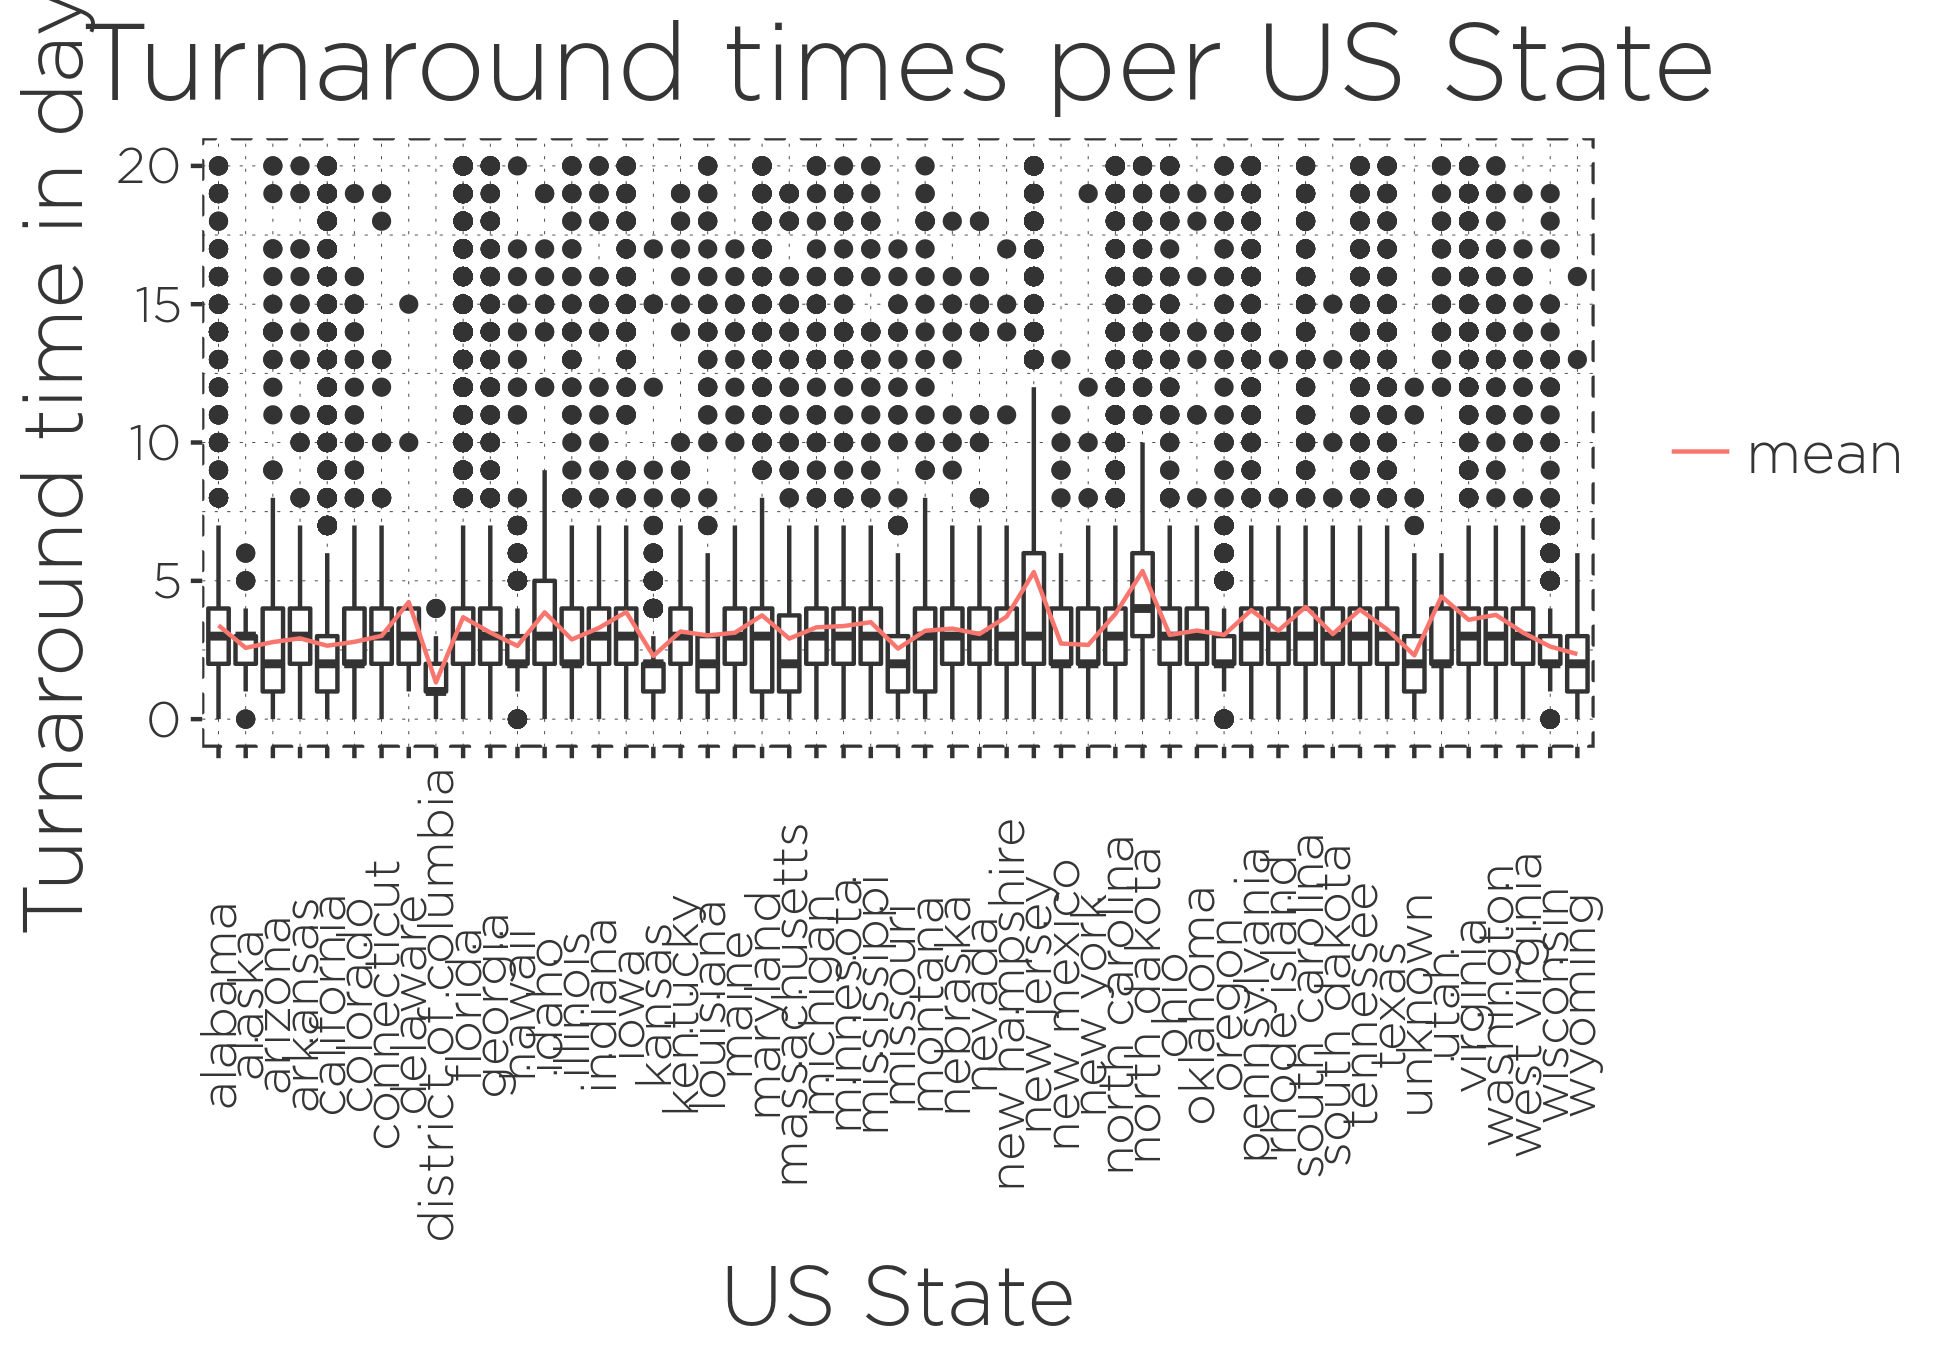 Turnaround times per US State
Turnaround time in day
20
15
10
5
0
mean
alabama
alaska
arizona
arkansas
california
colorado
connecticut
delaware
district of columbia
florida
georgia
hawaii
idaho
illinois
indiana
iowa
kansas
kentucky
louisiana
maine
maryland
massachusetts
michigan
minnesota
mississippi
missouri
montana
nebraska
nevada
new hampshire
new jersey
new mexico
new york
north carolina
north dakota
ohio
oklahoma
oregon
pennsylvania
rhode island
south carolina
south dakota
tennessee
texas
unknown
utah
virginia
washington
west virginia
wisconsin
wyoming
US State